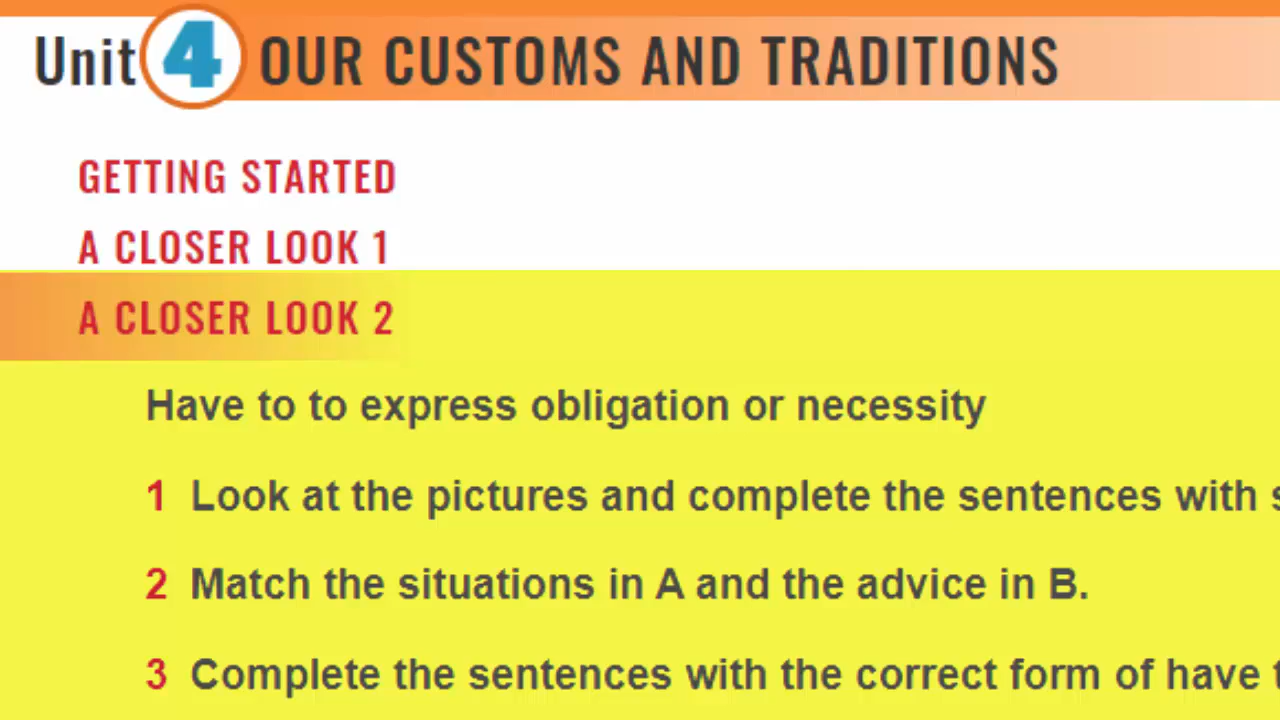 Unit 4 OUR CUSTOMS AND TRADITIONS
GETTING STARTED
A CLOSER LOOK 1
A CLOSER LOOK 2
Have to to express obligation or necessity
1 Look at the pictures and complete the sentences with
2 Match the situations in A and the advice in B.
3 Complete the sentences with the correct form of have